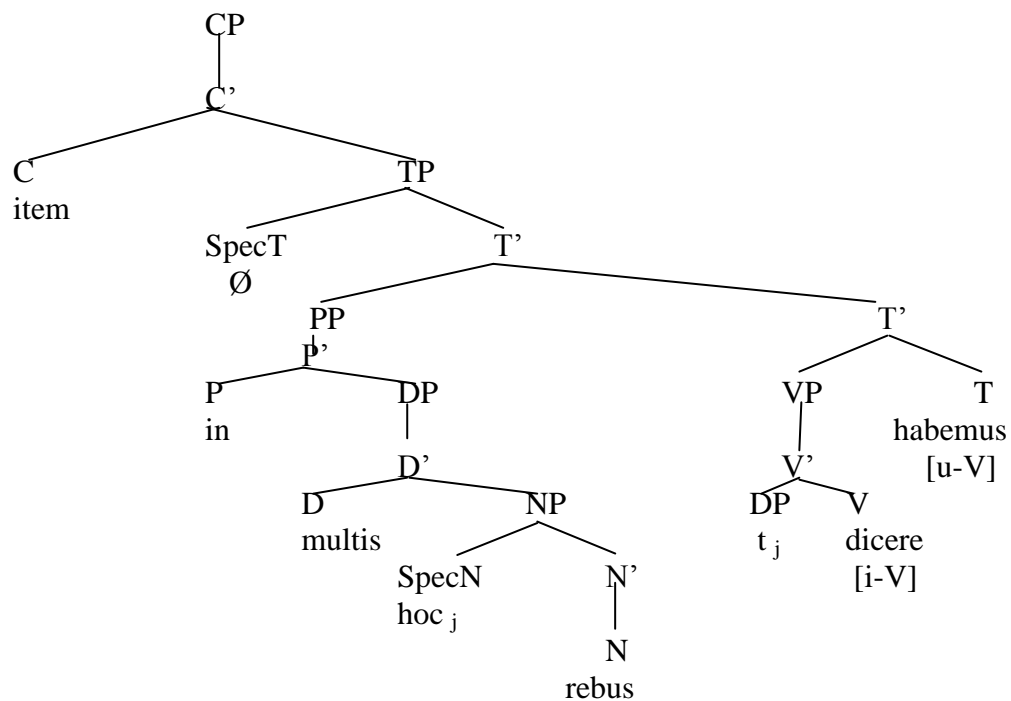 CP
C’
C TP
item
SpecT T’
Ø
PP T’
P’
P DP VP T
in habemus
D’ V’ [u-V]
D NP DP V
multis t j dicere
SpecN N’ [i-V]
hoc j
N
rebus